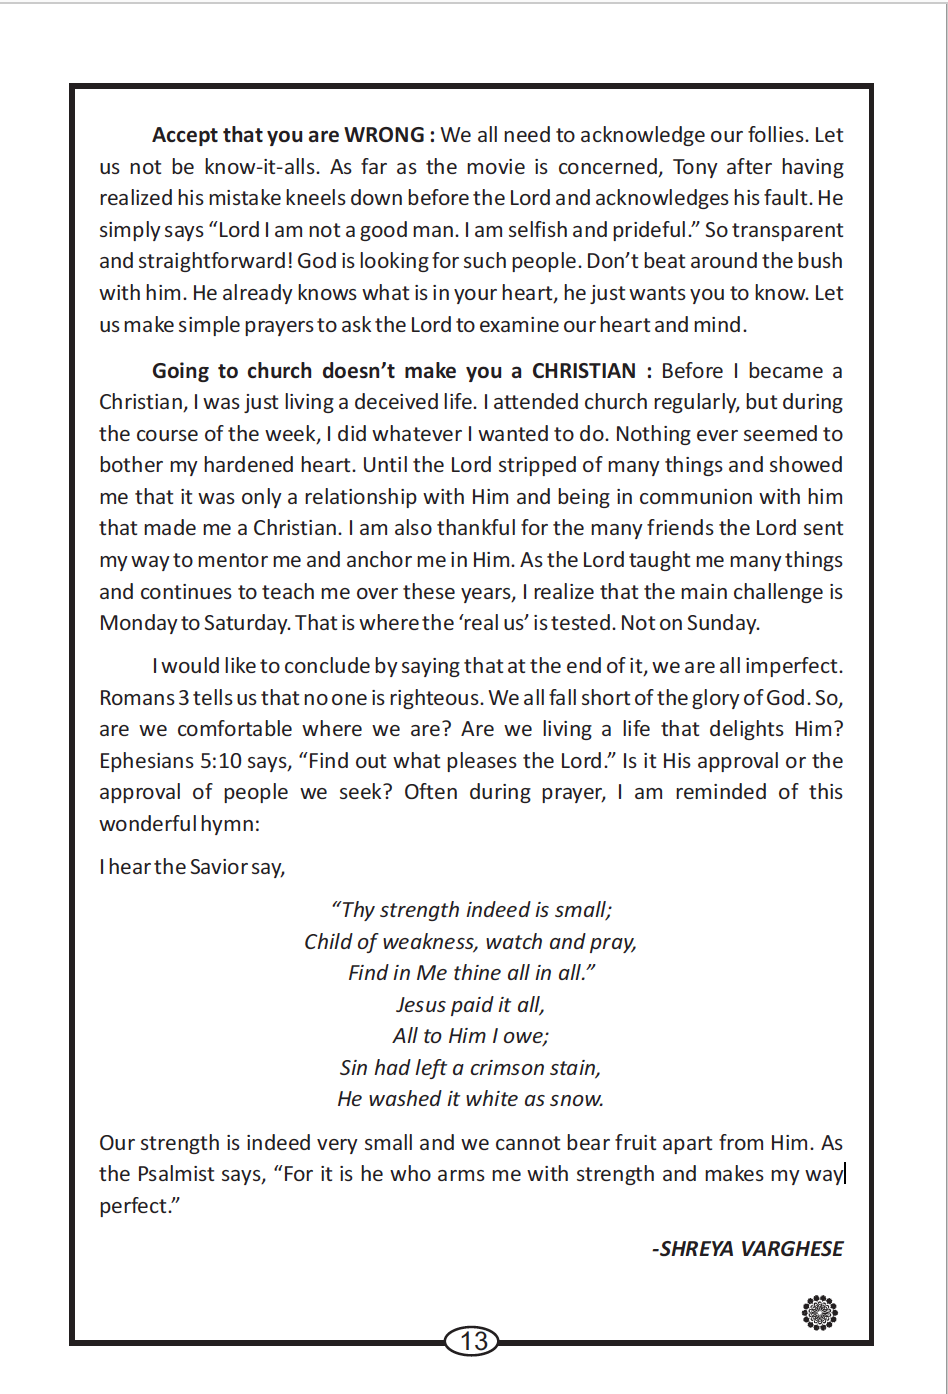 Accept that you are WRONG : We all need to acknowledge our follies. Let
us not be know-it-alls. As far as the movie is concerned, Tony after having
realized his mistake kneels down before the Lord and acknowledges his fault. He
simply says “Lord I am not a good man. I am selfish and prideful.” So transparent
and straightforward! God is looking for such people. Don’t beat around the bush
with him. He already knows what is in your heart, he just wants you to know. Let
us make simple prayers to ask the Lord to examine our heart and mind.
Going to church doesn’t make you a CHRISTIAN : Before I became a
Christian, I was just living a deceived life. I attended church regularly, but during
the course of the week, I did whatever I wanted to do. Nothing ever seemed to
bother my hardened heart. Until the Lord stripped of many things and showed
me that it was only a relationship with Him and being in communion with him
that made me a Christian. I am also thankful for the many friends the Lord sent
my way to mentor me and anchor me in Him. As the Lord taught me many things
and continues to teach me over these years, I realize that the main challenge is
Monday to Saturday. That is where the ‘real us’ is tested. Not on Sunday.
I would like to conclude by saying that at the end of it, we are all imperfect.
Romans 3 tells us that no one is righteous. We all fall short of the glory of God. So,
are we comfortable where we are? Are we living a life that delights Him?
Ephesians 5:10 says, “Find out what pleases the Lord.” Is it His approval or the
approval of people we seek? Often during prayer, I am reminded of this
wonderful hymn:
I hear the Savior say,
“Thy strength indeed is small;
Child of weakness, watch and pray,
Find in Me thine all in all.”
Jesus paid it all,
All to Him I owe;
Sin had left a crimson stain,
He washed it white as snow.
Our strength is indeed very small and we cannot bear fruit apart from Him. As
the Psalmist says, “For it is he who arms me with strength and makes my way
perfect.”
-SHREYA VARGHESE
13